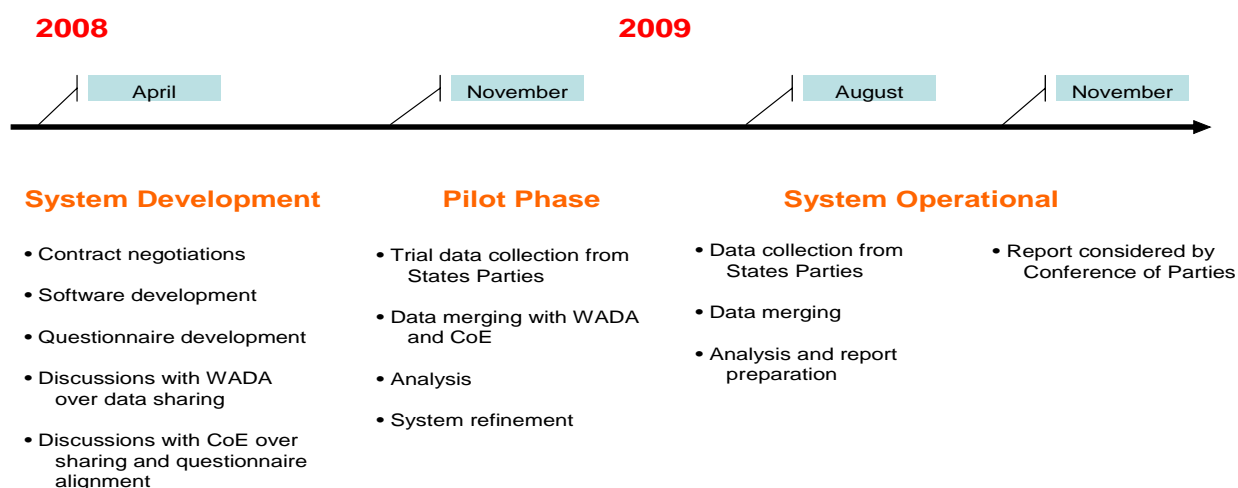 2008
2009
April
November
August
November
System Development
Pilot Phase
System Operational
• Contract negotiations
• Software development
• Questionnaire development
• Discussions with WADA
over data sharing
• Discussions with CoE over
sharing and questionnaire
alignment
• Trial data collection from
States Parties
• Data merging with WADA
and CoE
• Analysis
• System refinement
• Data collection from
States Parties
• Data merging
• Analysis and report
preparation
• Report considered by
Conference of Parties